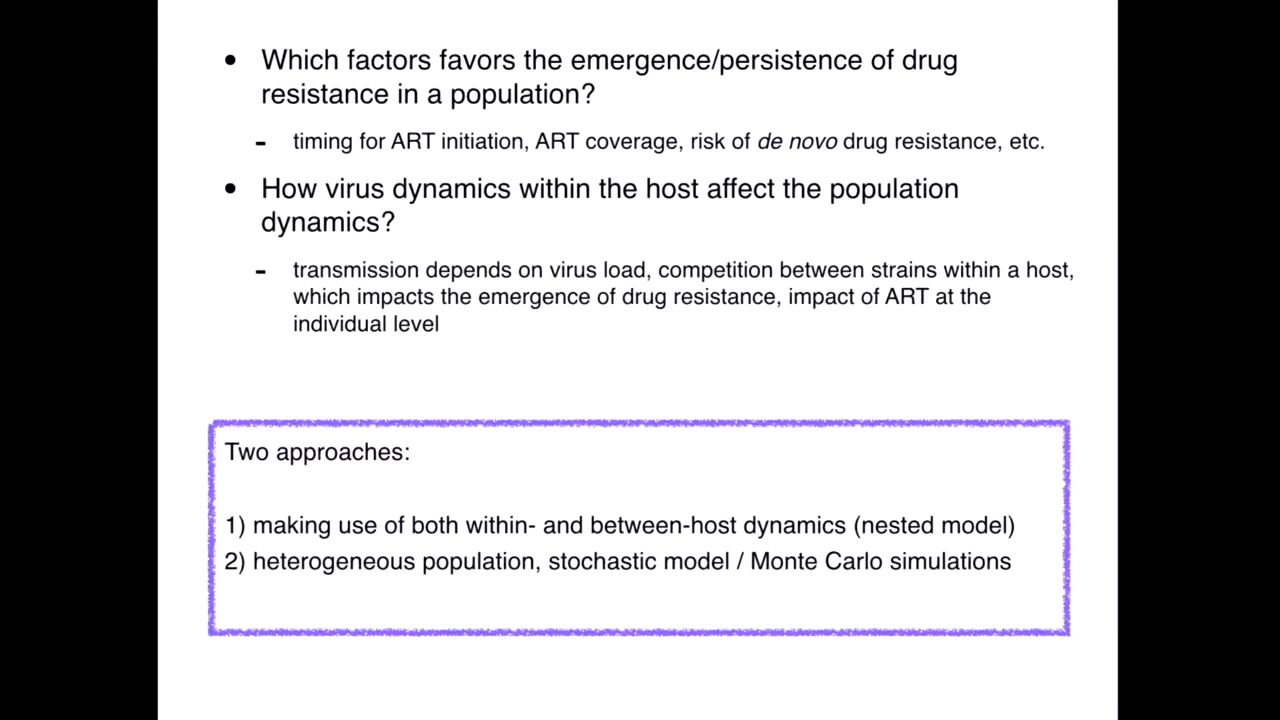 • Which factors favors the emergence/persistence of drug
resistance in a population?
- timing for ART initiation, ART coverage, risk of de novo drug resistance, etc.
• How virus dynamics within the host affect the population
dynamics?
- transmission depends on virus load, competition between strains within a host,
which impacts the emergence of drug resistance, impact of ART at the
individual level
Two approaches:
1) making use of both within- and between-host dynamics (nested model)
2) heterogeneous population, stochastic model / Monte Carlo simulations